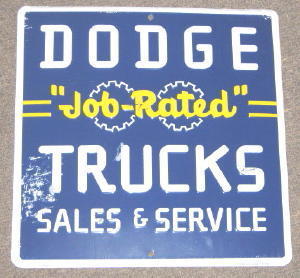 DODGE
"Job-Rated"
TRUCKS
SALES & SERVICE